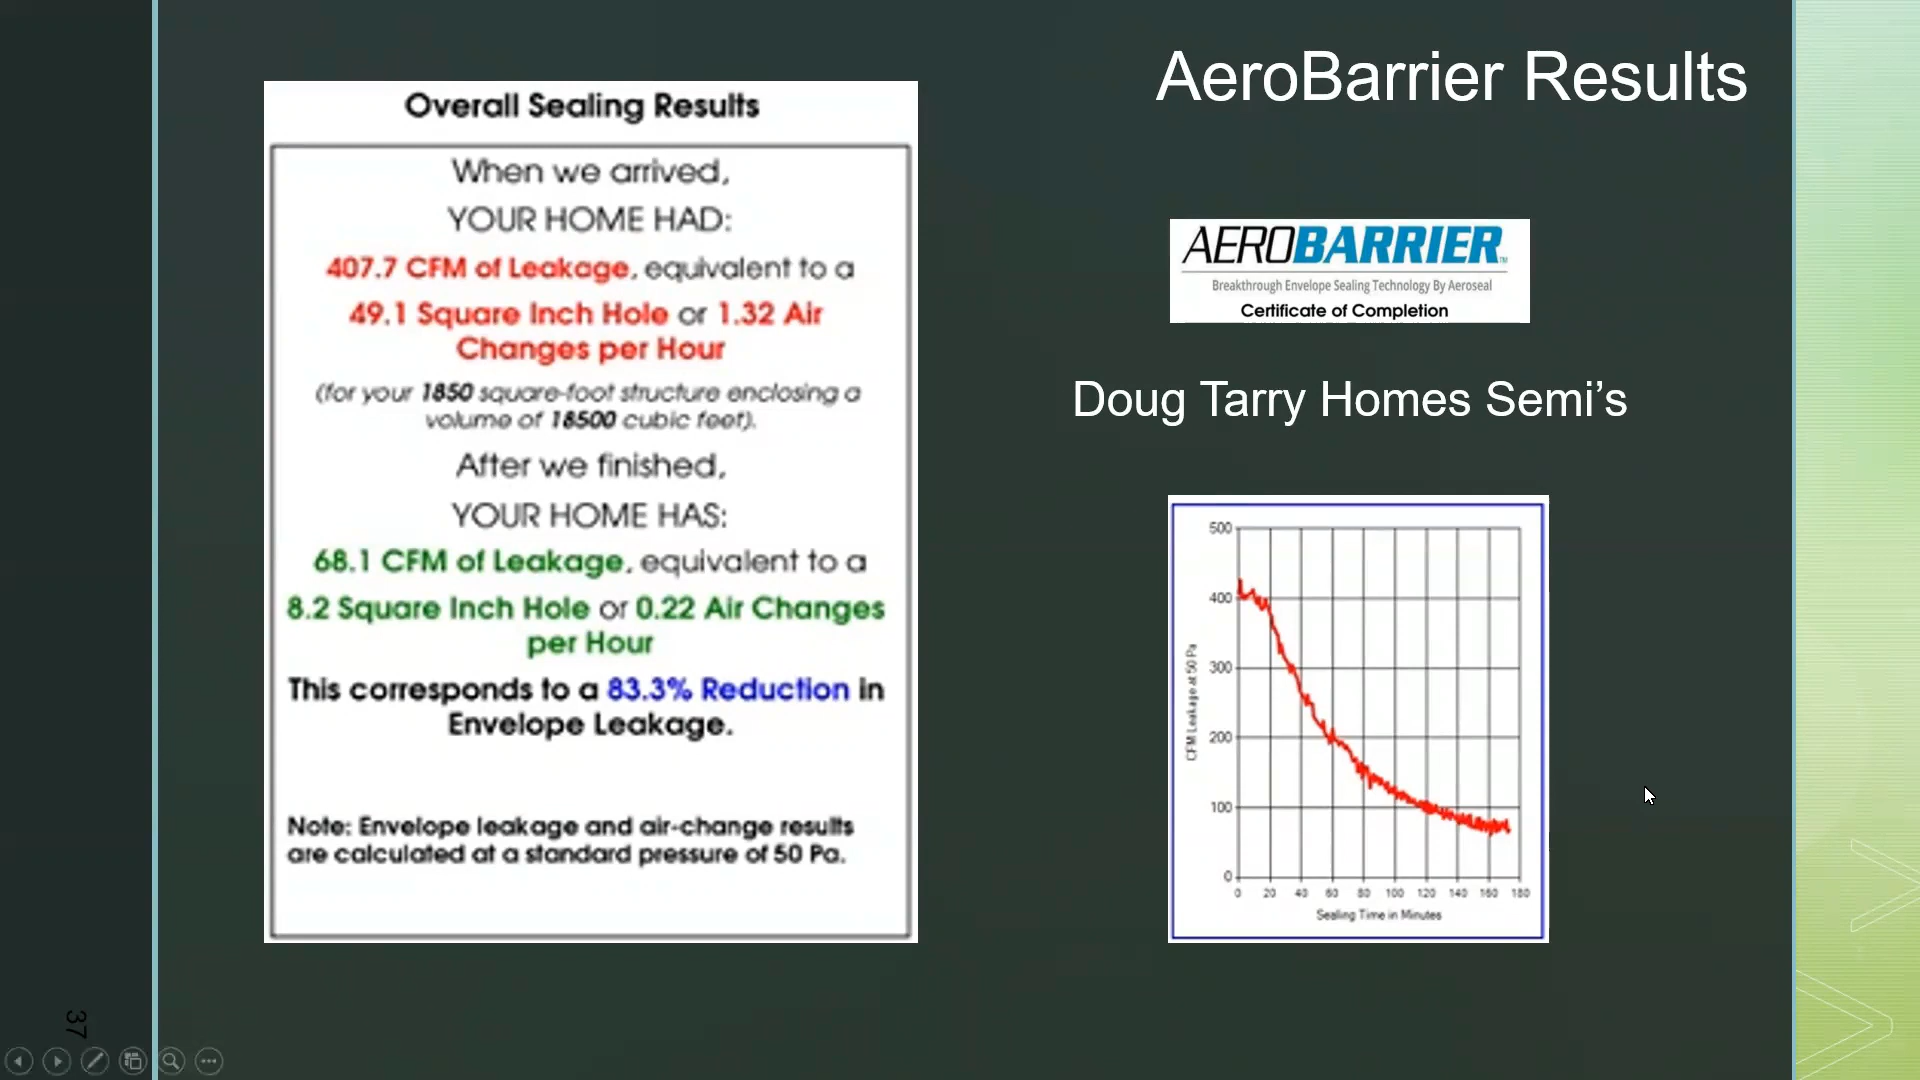 AeroBarrier Results
Overall Sealing Results
When we arrived,
YOUR HOME HAD:
407.7 CFM of Leakage, equivalent to a
49.1 Square Inch Hole or 1.32 Air
Changes per Hour
(for your 1850 square-foot structure enclosing a
volume of 18500 cubic feet).
After we finished,
YOUR HOME HAS:
68.1 CFM of Leakage, equivalent to a
8.2 Square Inch Hole or 0.22 Air Changes
per Hour
This corresponds to a 83.3% Reduction in
Envelope Leakage.
Note: Envelope leakage and air-change results
are calculated at a standard pressure of 50 Pa.
AEROBARRIER™
Breakthrough Envelope Sealing Technology By Aeroseal
Certificate of Completion
Doug Tarry Homes Semi’s
CFM Leakage at 50 Pa
500
400
300
200
100
0
0 20 40 60 80 100 120 140 160 180
Sealing Time in Minutes
37